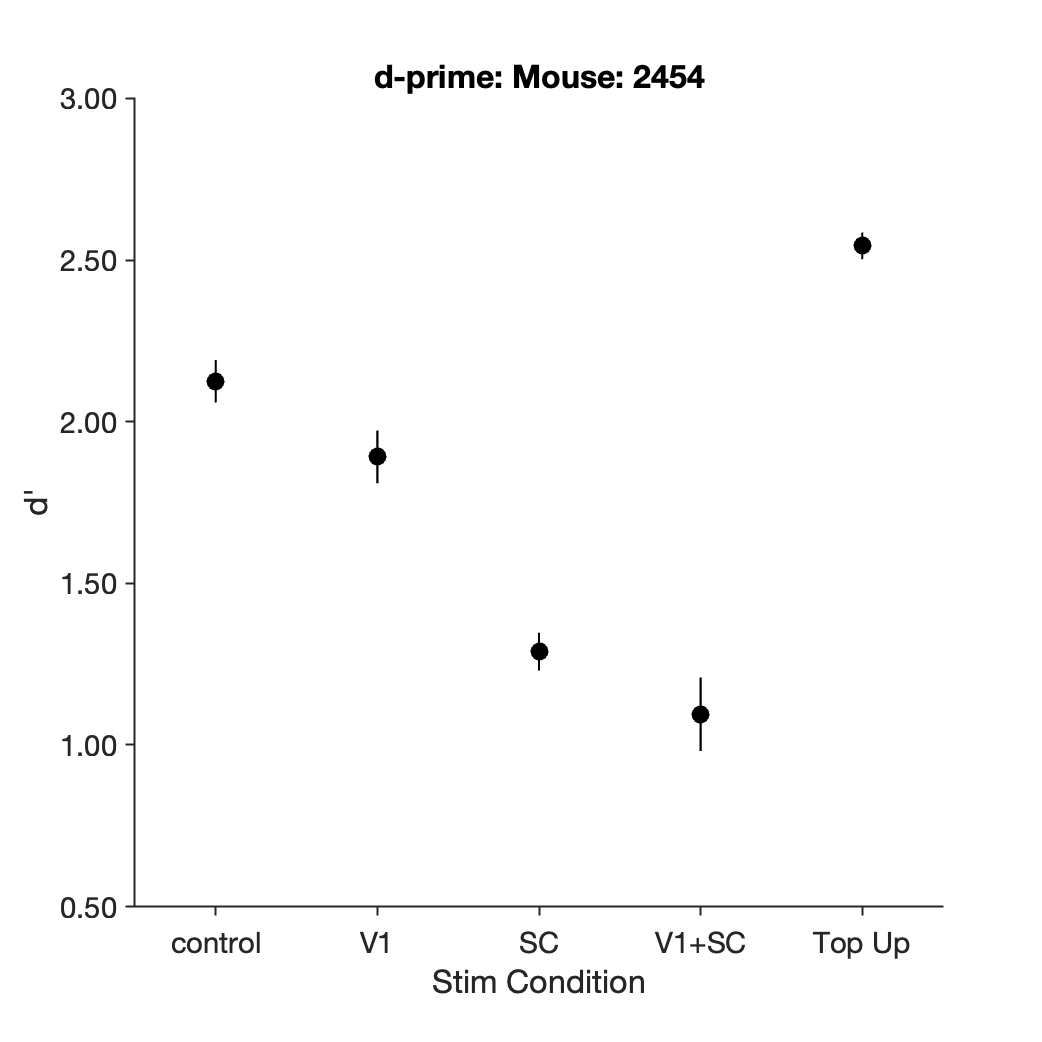 d-prime: Mouse: 2454
3.00
2.50
2.00
1.50
1.00
0.50
d'
control V1 SC V1+SC Top Up
Stim Condition